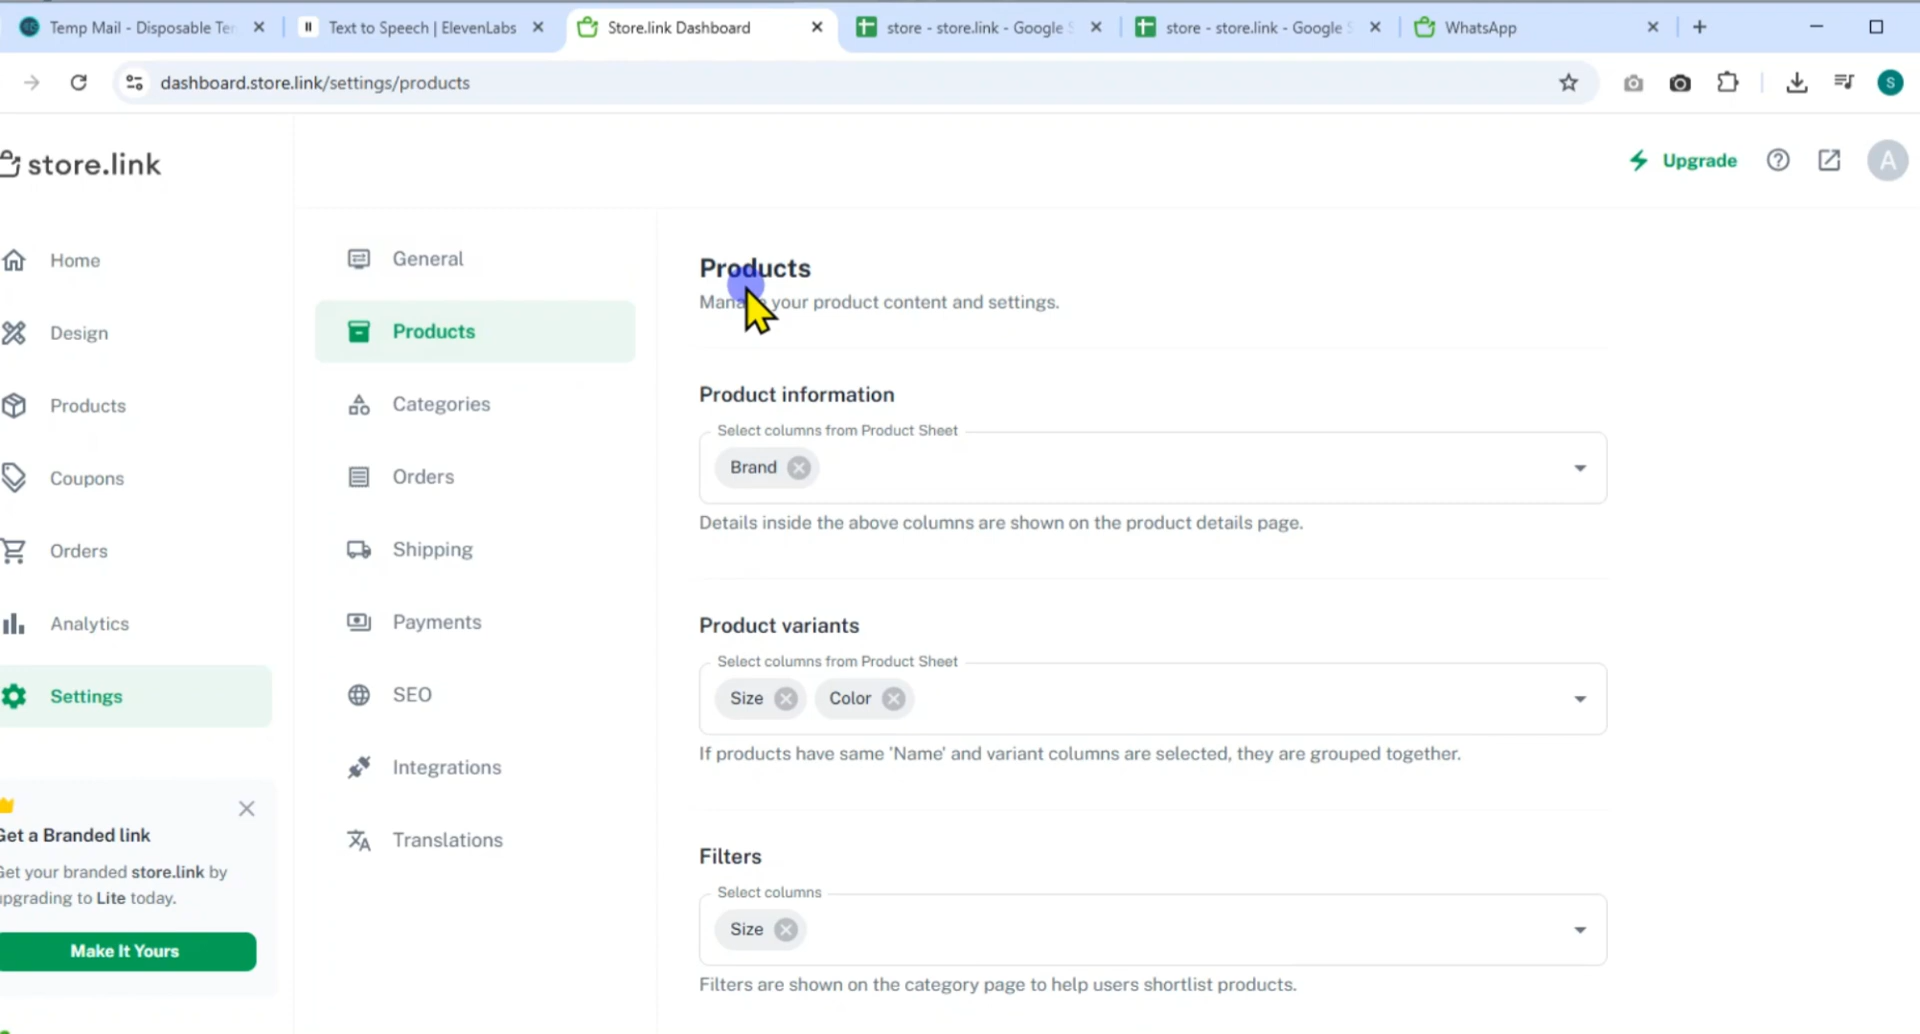 Temp Mail - Disposable Te
Text to Speech | ElevenLabs
Store.link Dashboard
store - store.link - Google S
store - store.link - Google S
WhatsApp
dashboard.store.link/settings/products
S
store.link
Upgrade
A
Home
Design
Products
Coupons
Orders
Analytics
Settings
Get a Branded link
Get your branded store.link by
upgrading to Lite today.
Make It Yours
General
Products
Categories
Orders
Shipping
Payments
SEO
Integrations
Translations
Products
Manage your product content and settings.
Product information
Select columns from Product Sheet
Brand
Details inside the above columns are shown on the product details page.
Product variants
Select columns from Product Sheet
Size Color
If products have same 'Name' and variant columns are selected, they are grouped together.
Filters
Select columns
Size
Filters are shown on the category page to help users shortlist products.